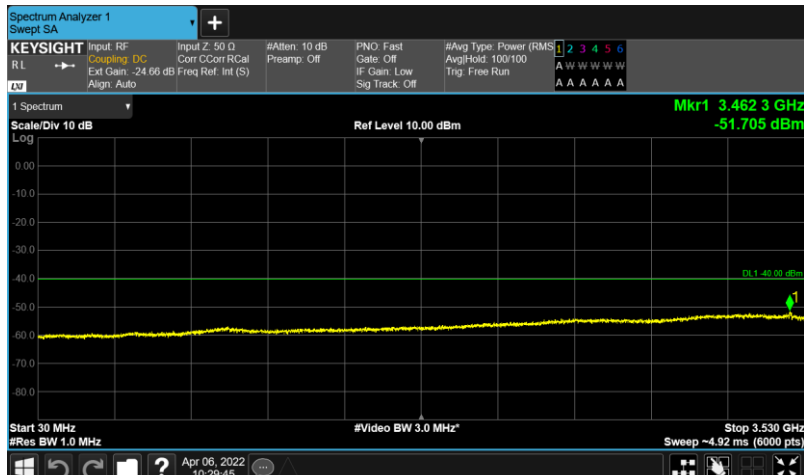 Spectrum Analyzer 1
Swept SA
KEYSIGHT
RL
LXI
Input: RF
Coupling: DC
Ext Gain: -24.66 dB
Align: Auto
Input Z: 50 Ω
Corr CCorr RCal
Freq Ref: Int (S)
#Atten: 10 dB
Preamp: Off
PNO: Fast
Gate: Off
IF Gain: Low
Sig Track: Off
#Avg Type: Power (RMS
Avg|Hold: 100/100
Trig: Free Run
1 2 3 4 5 6
A W W W W W
A A A A A A
1 Spectrum
Mkr1 3.462 3 GHz
Scale/Div 10 dB
Ref Level 10.00 dBm
-51.705 dBm
Log
0.00
-10.0
-20.0
-30.0
-40.0
DL1 -40.00 dBm
-50.0
1
-60.0
-70.0
-80.0
Start 30 MHz
#Video BW 3.0 MHz*
Stop 3.530 GHz
#Res BW 1.0 MHz
Sweep ~4.92 ms (6000 pts)
?
Apr 06, 2022
10:29:45